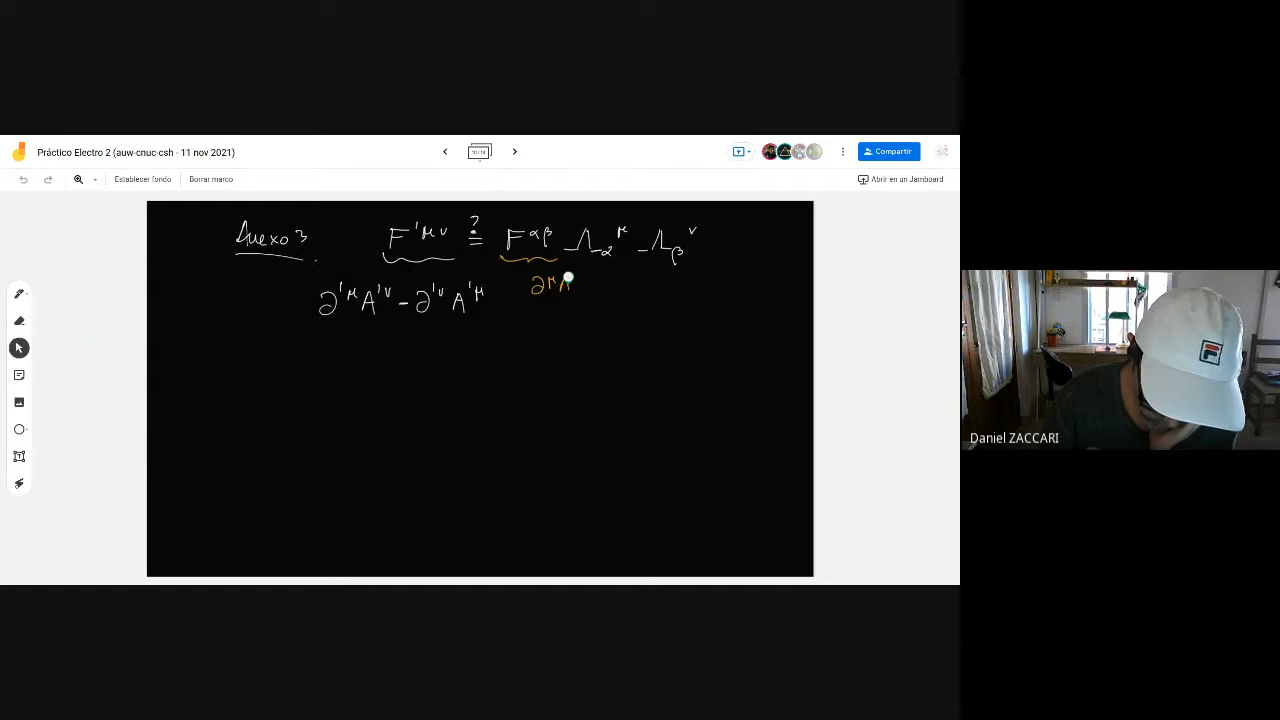 Práctico Electro 2 (auw-cnuc-csh - 11 nov 2021)
Compartir
Establecer fondo
Borrar marco
Abrir en un Jamboard
Anexo 3
F'^{μν} ?= F^{αβ} Λ_α^μ Λ_β^ν
∂'^μ A'^ν - ∂'^ν A'^μ
∂^μ A
Daniel ZACCARI
F